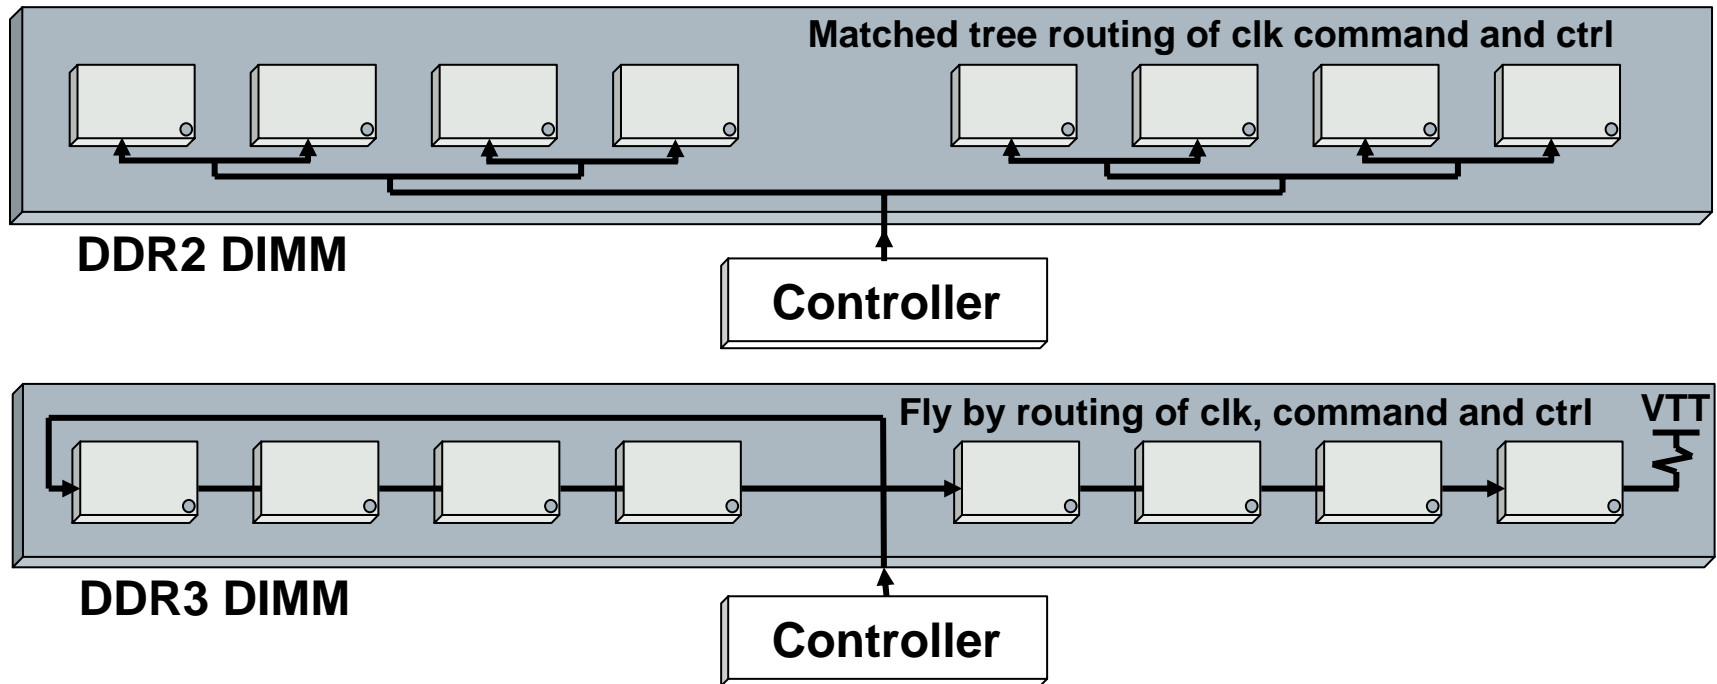 Matched tree routing of clk command and ctrl
DDR2 DIMM
Controller
Fly by routing of clk, command and ctrl
VTT
DDR3 DIMM
Controller